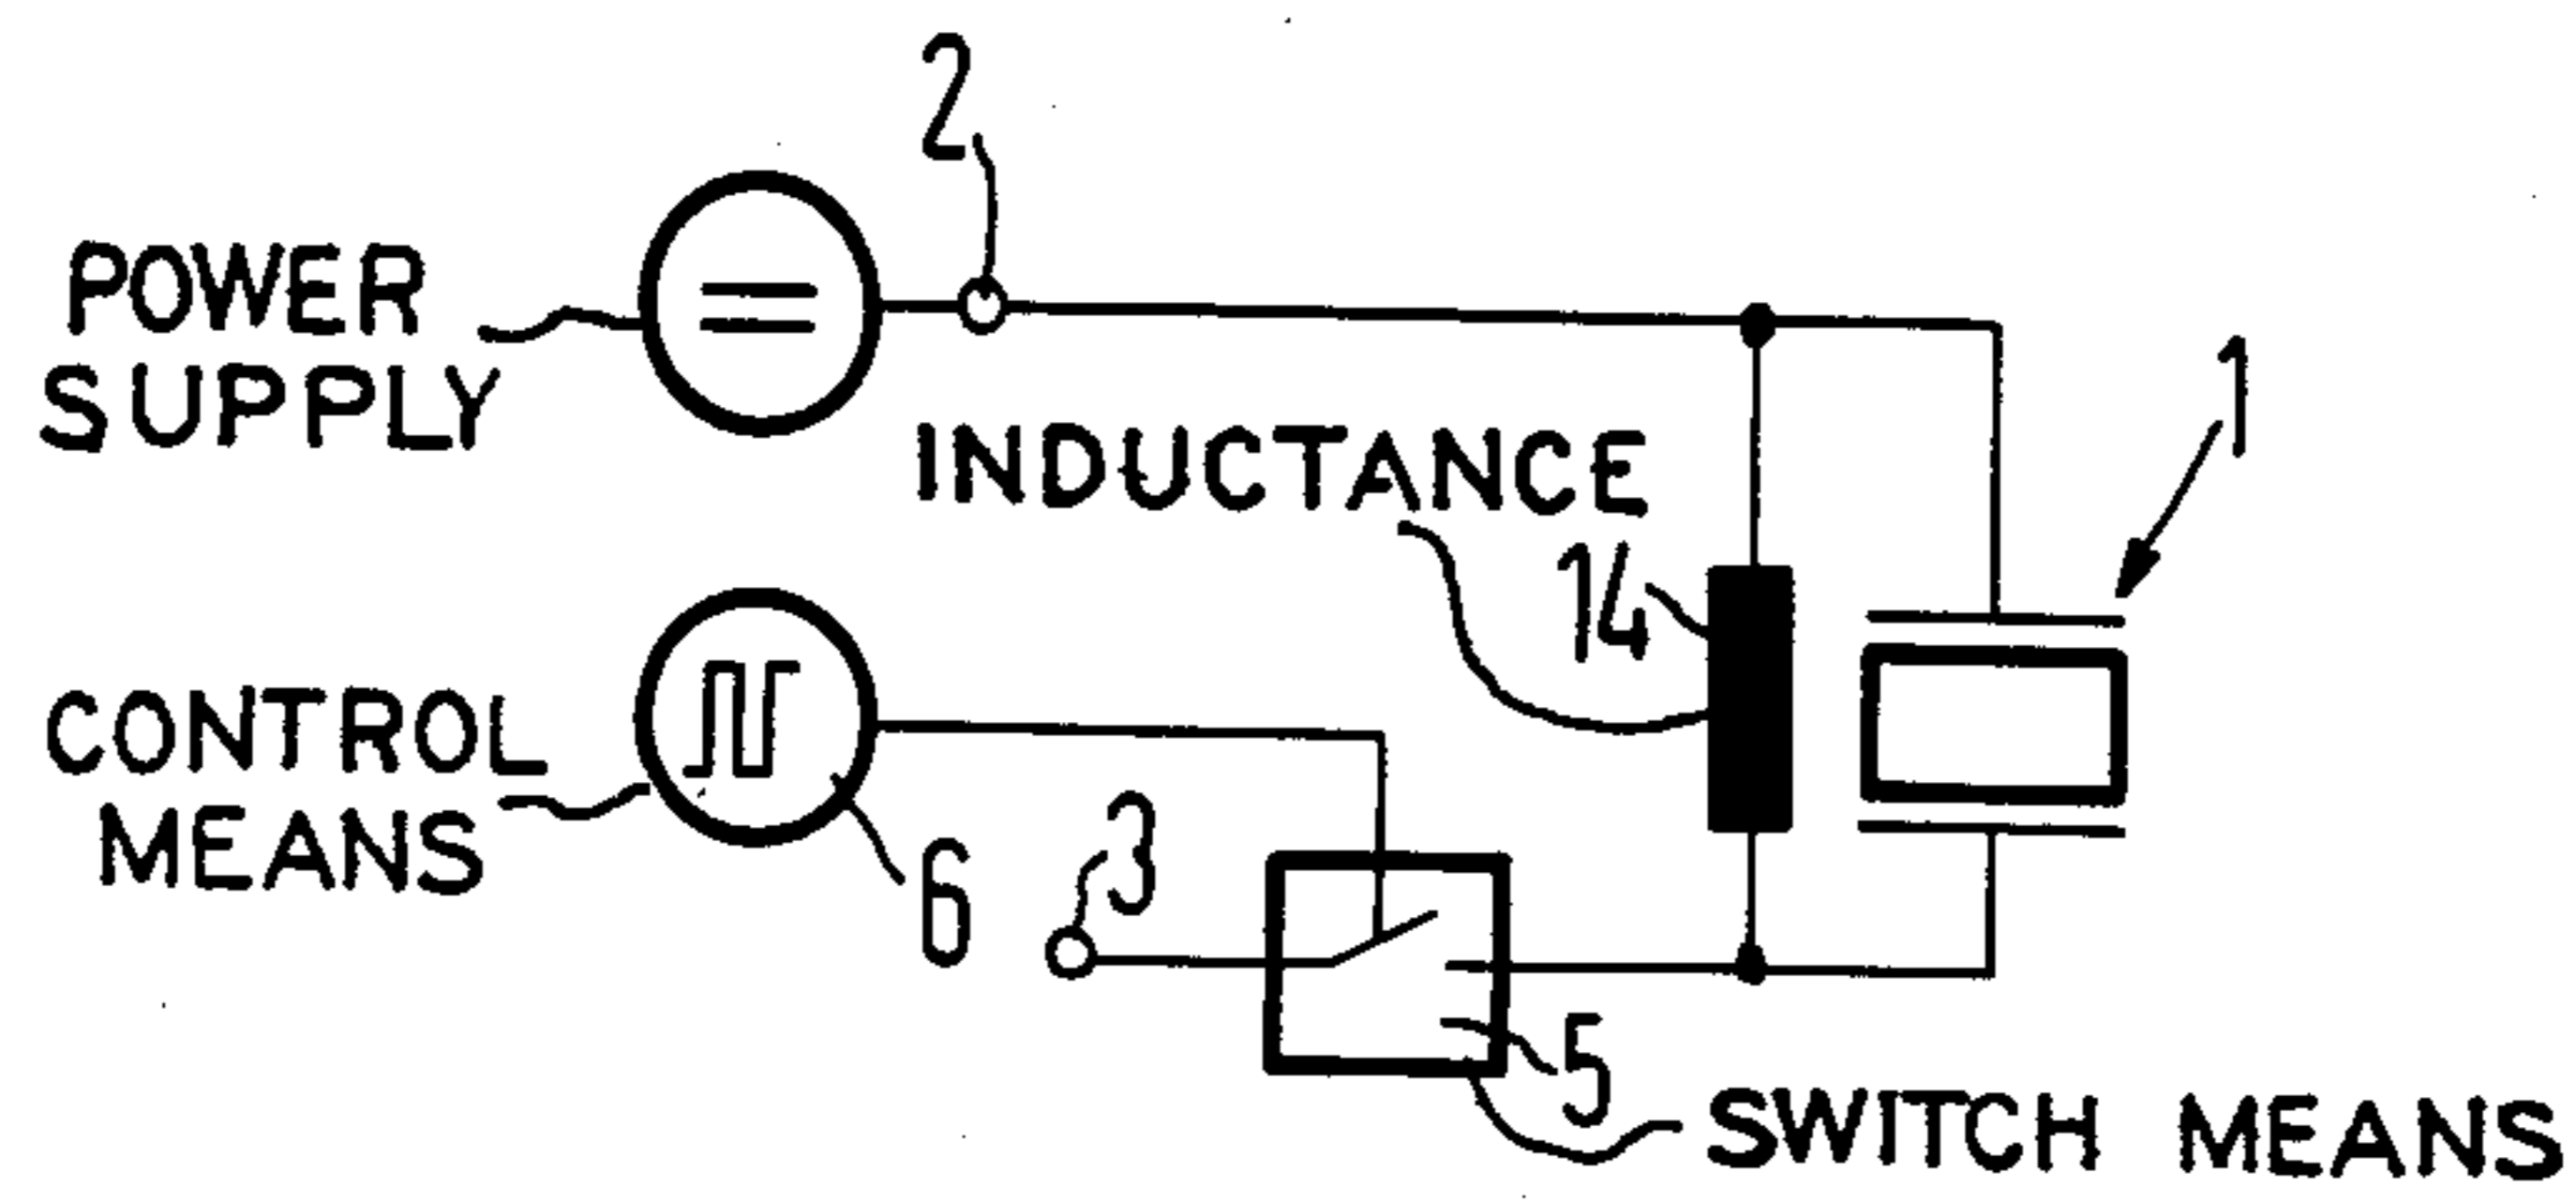 2
POWER
SUPPLY
1
INDUCTANCE
14
CONTROL
MEANS
3
6
5
SWITCH MEANS